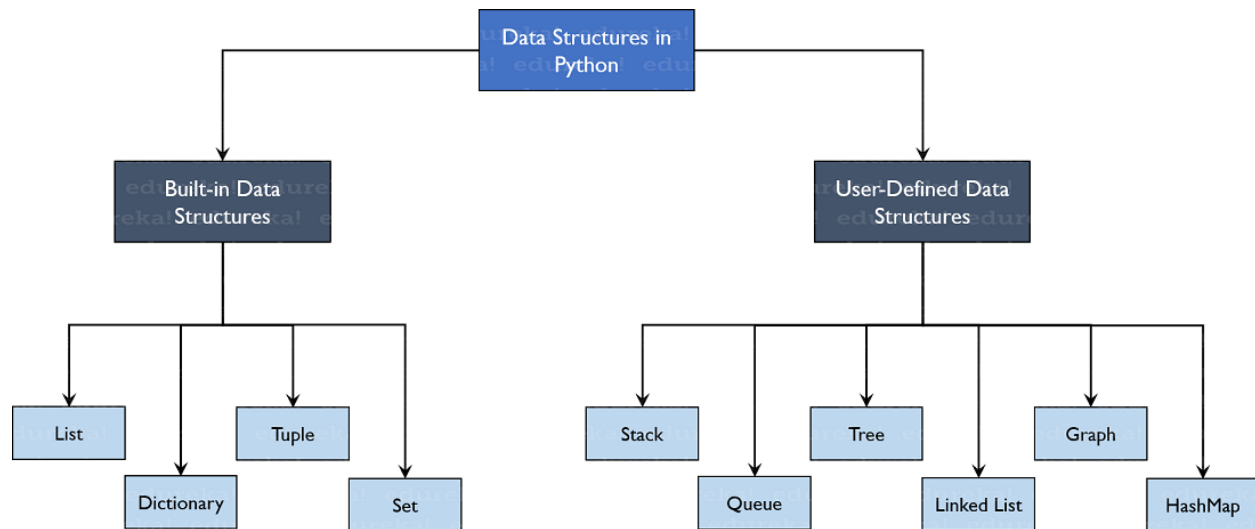 Data Structures in
Python
Built-in Data
Structures
User-Defined Data
Structures
List
Tuple
Dictionary
Set
Stack
Tree
Graph
Queue
Linked List
HashMap